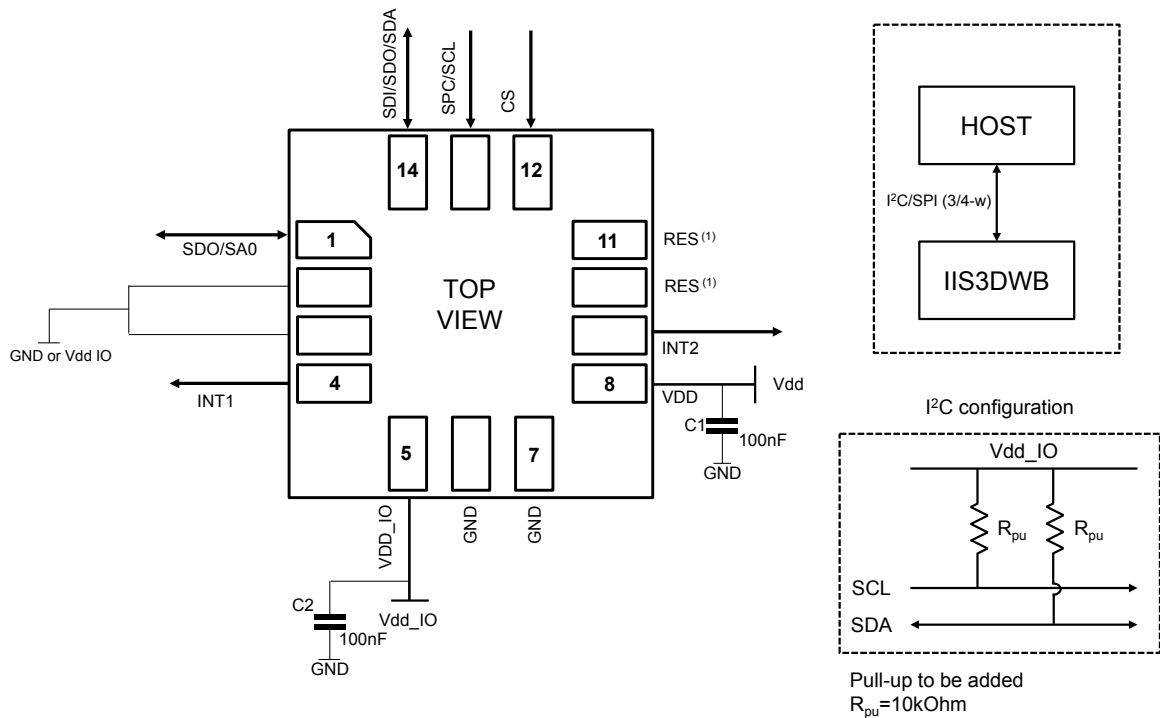 SDI/SDO/SDA
SPC/SCL
CS
14
12
1
SDO/SA0
GND or Vdd IO
4
INT1
TOP
VIEW
11
RES (1)
RES (1)
INT2
8
VDD
Vdd
C1
100nF
GND
5
7
VDD_IO
GND
GND
C2
100nF
GND
Vdd_IO
HOST
I²C/SPI (3/4-w)
IIS3DWB
I²C configuration
Vdd_IO
Rpu
Rpu
SCL
SDA
Pull-up to be added
Rpu=10kOhm